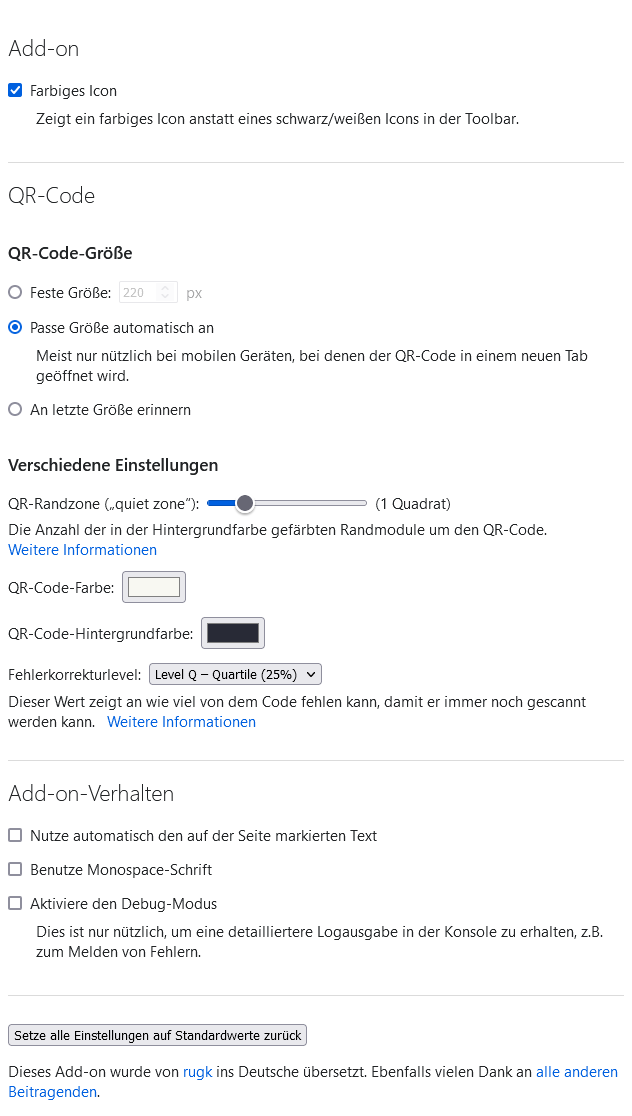 Add-on
Farbiges Icon
Zeigt ein farbiges Icon anstatt eines schwarz/weißen Icons in der Toolbar.
QR-Code
QR-Code-Größe
Feste Größe: 220 px
Passe Größe automatisch an
Meist nur nützlich bei mobilen Geräten, bei denen der QR-Code in einem neuen Tab
geöffnet wird.
An letzte Größe erinnern
Verschiedene Einstellungen
QR-Randzone („quiet zone“): (1 Quadrat)
Die Anzahl der in der Hintergrundfarbe gefärbten Randmodule um den QR-Code.
Weitere Informationen
QR-Code-Farbe:
QR-Code-Hintergrundfarbe:
Fehlerkorrekturlevel: Level Q – Quartile (25%)
Dieser Wert zeigt an wie viel von dem Code fehlen kann, damit er immer noch gescannt
werden kann. Weitere Informationen
Add-on-Verhalten
Nutze automatisch den auf der Seite markierten Text
Benutze Monospace-Schrift
Aktiviere den Debug-Modus
Dies ist nur nützlich, um eine detailliertere Logausgabe in der Konsole zu erhalten, z.B.
zum Melden von Fehlern.
Setze alle Einstellungen auf Standardwerte zurück
Dieses Add-on wurde von rugk ins Deutsche übersetzt. Ebenfalls vielen Dank an alle anderen
Beitragenden.